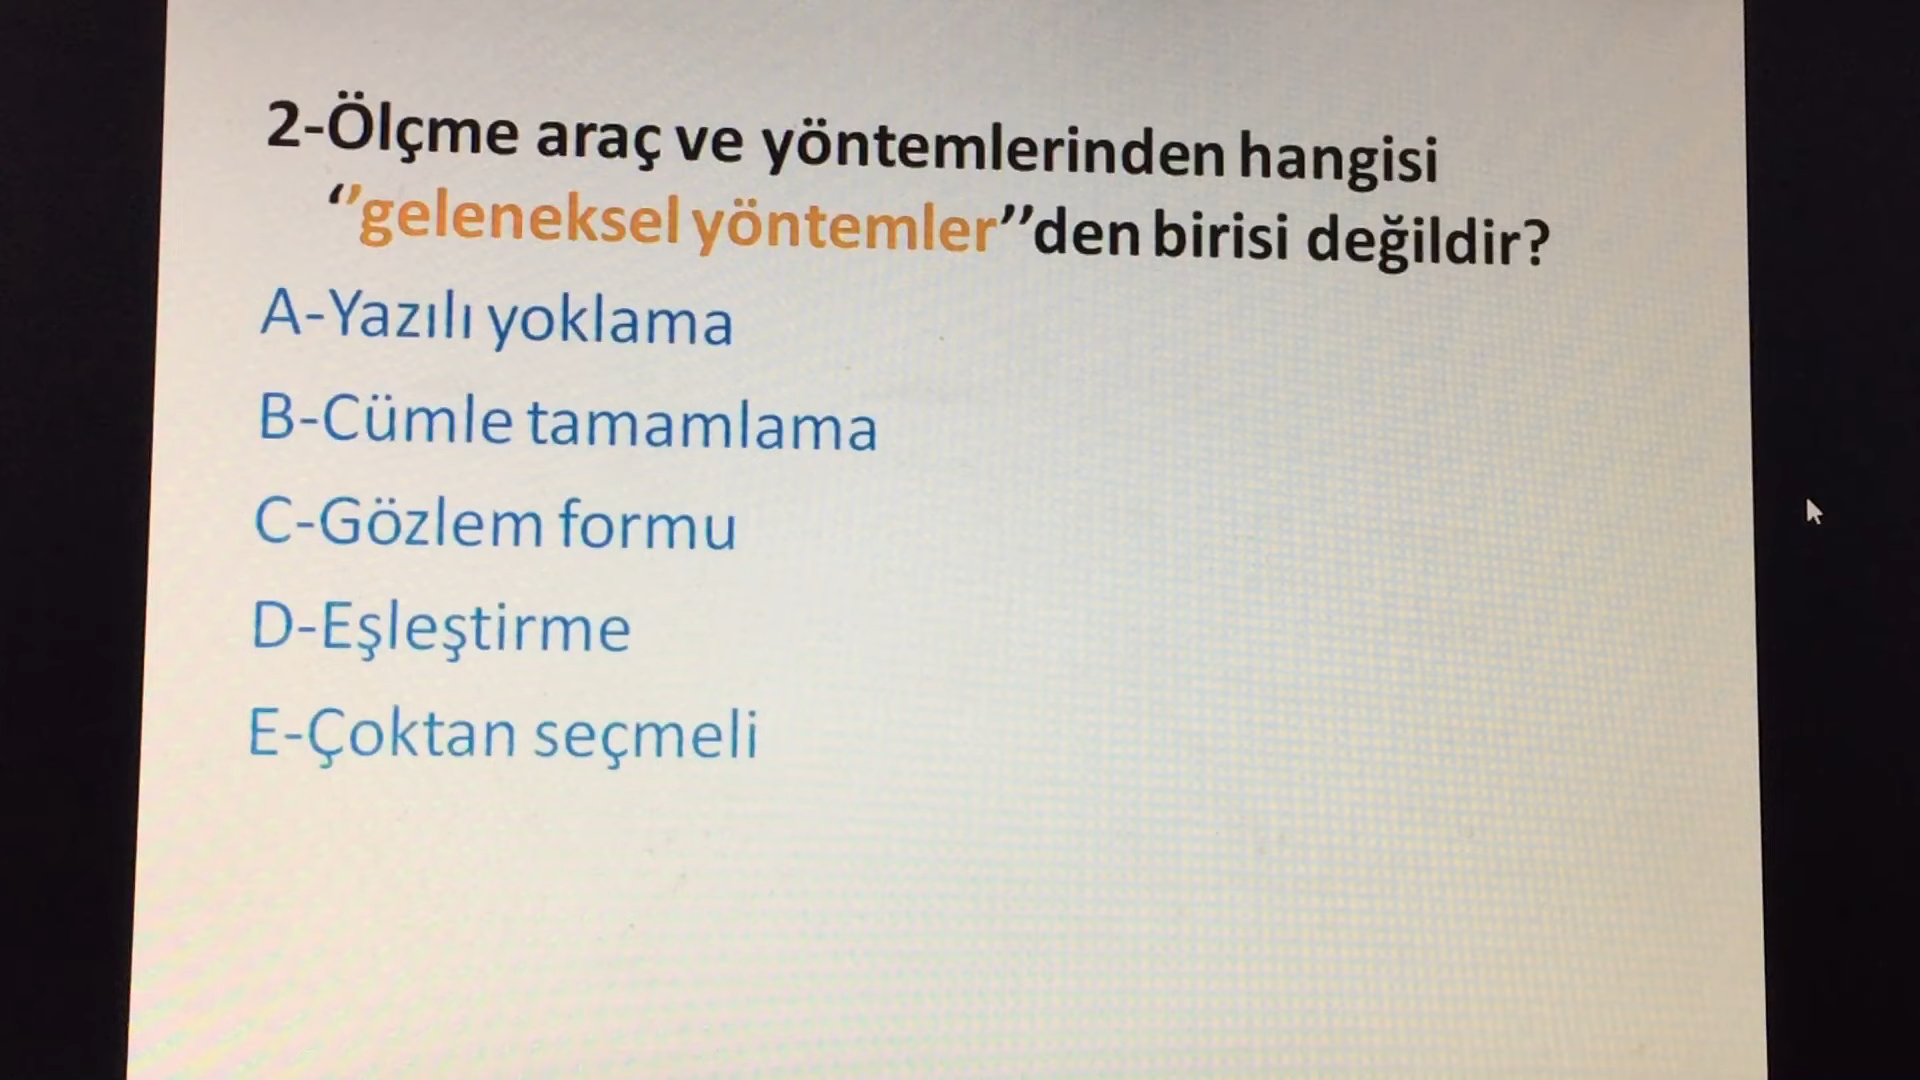 2-Ölçme araç ve yöntemlerinden hangisi
‘’geleneksel yöntemler’’den birisi değildir?
A-Yazılı yoklama
B-Cümle tamamlama
C-Gözlem formu
D-Eşleştirme
E-Çoktan seçmeli